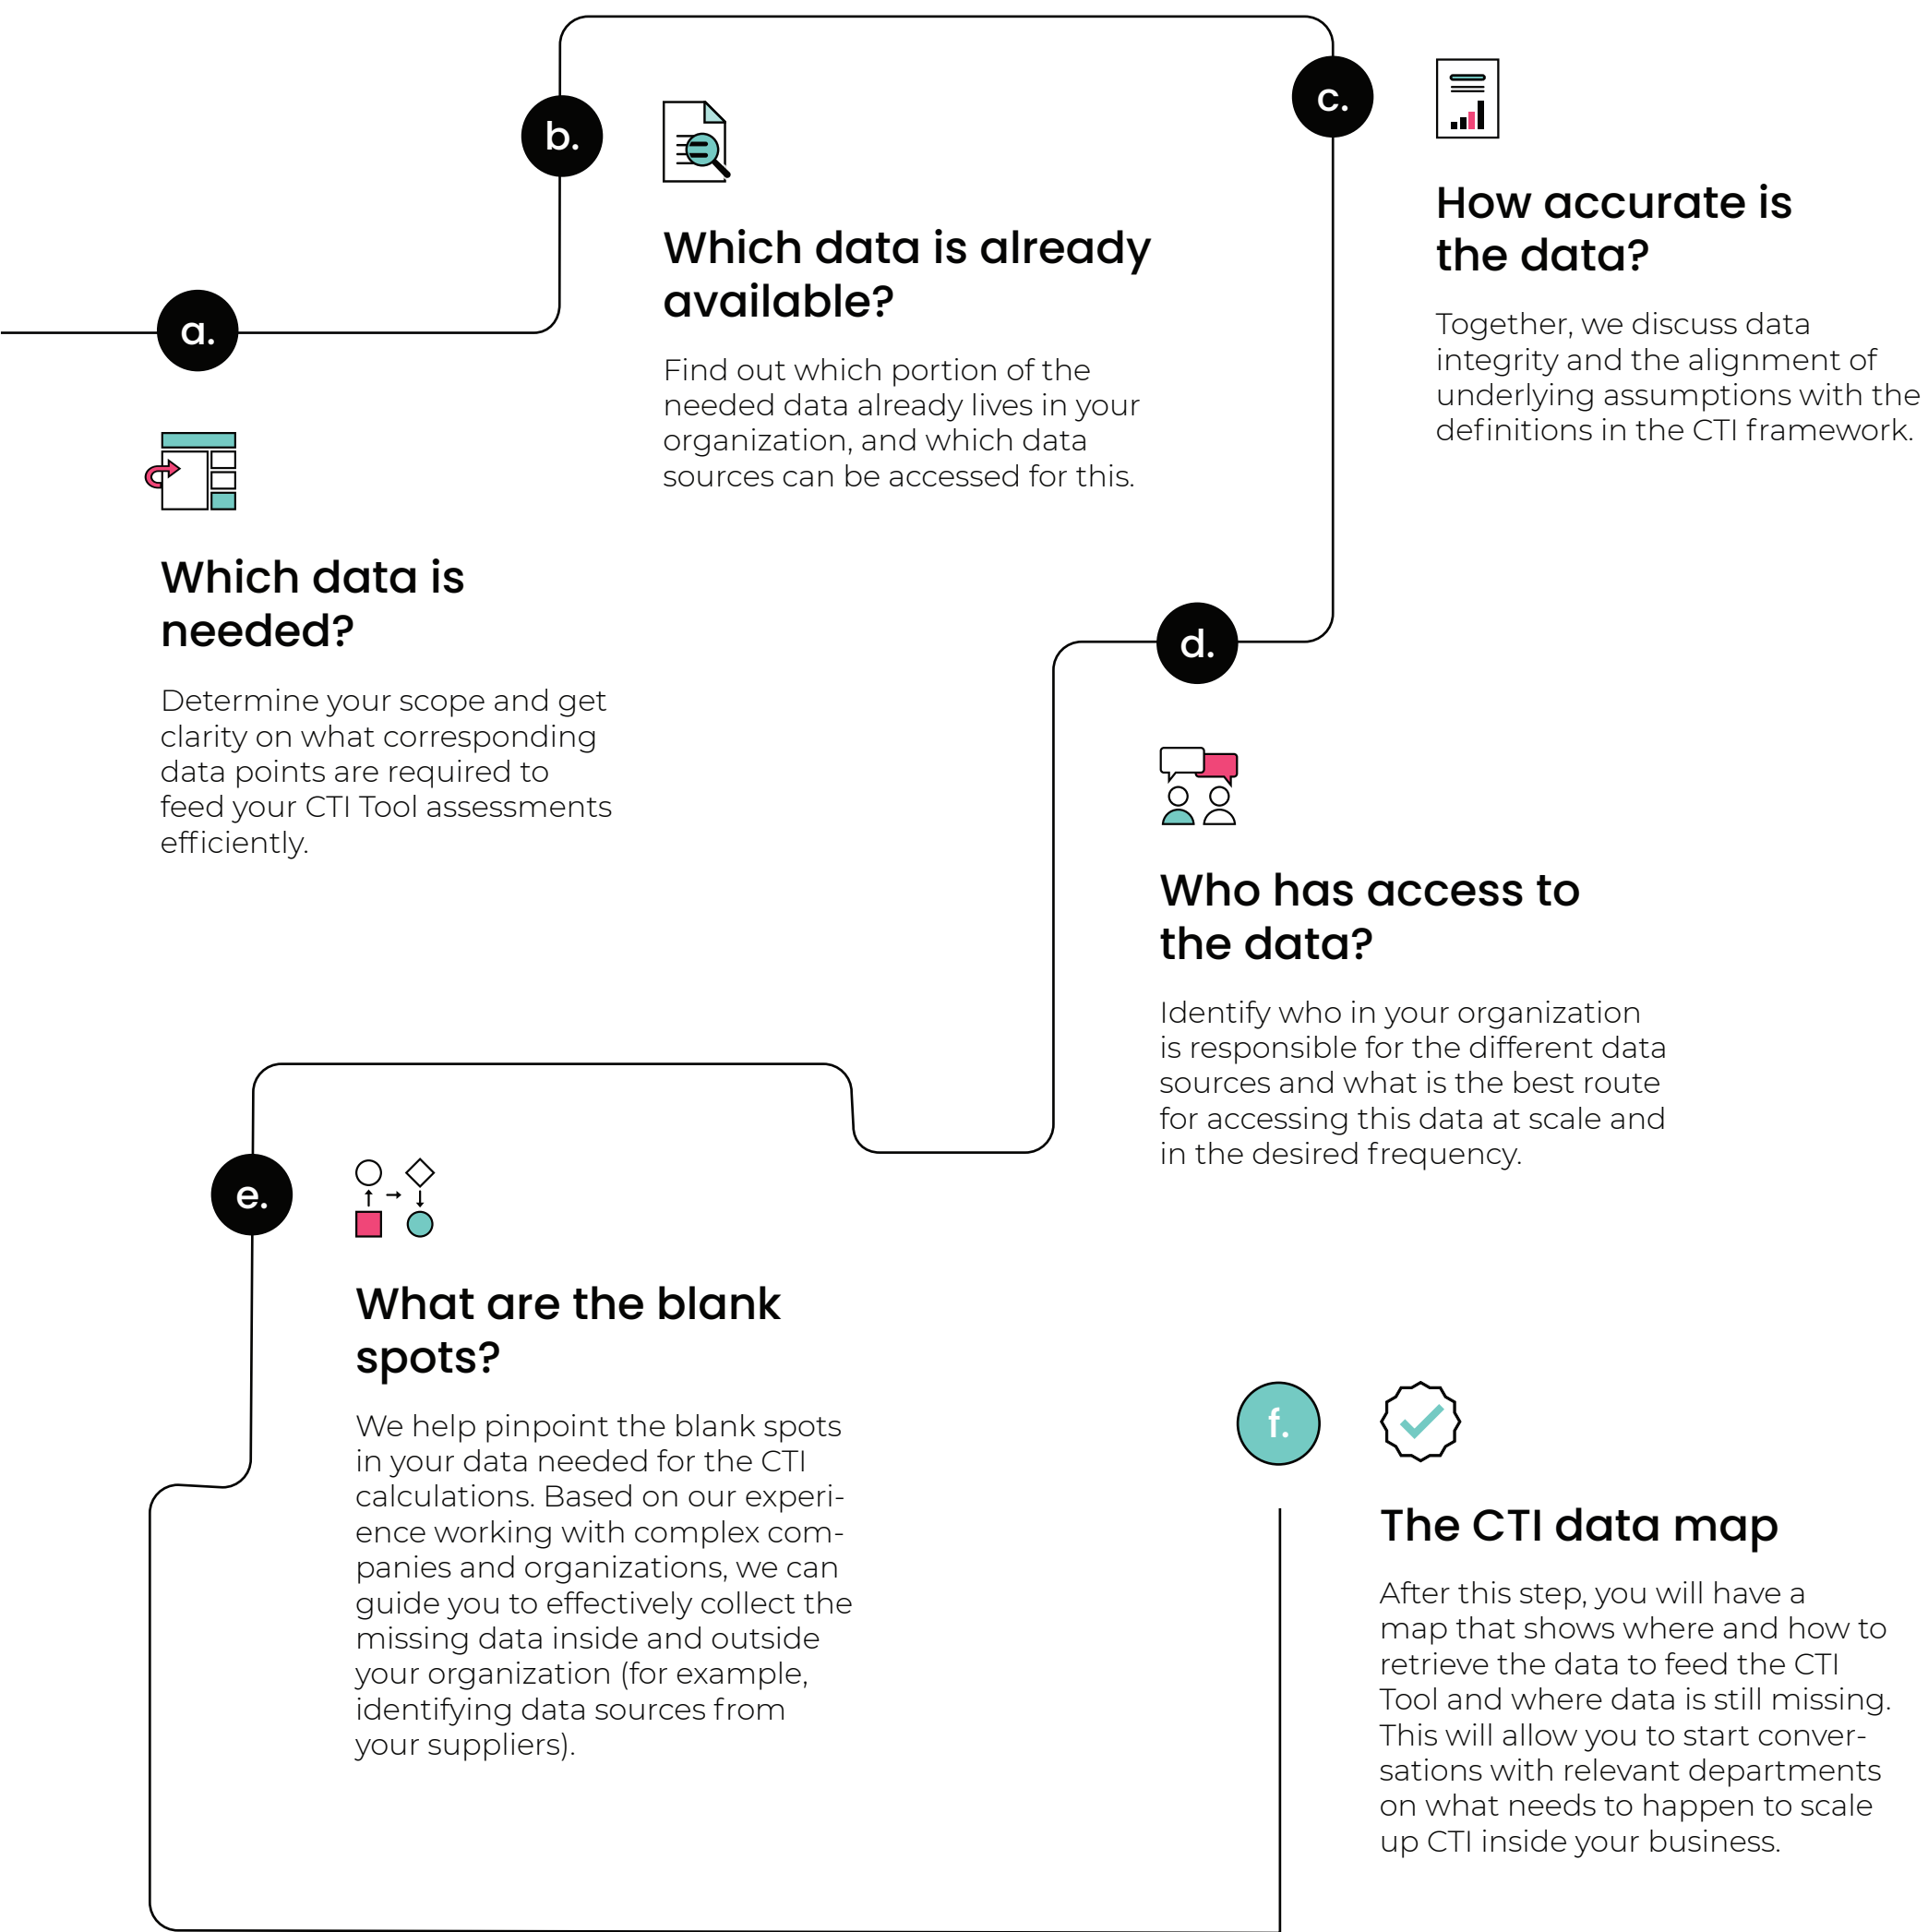 a.
Which data is
needed?
Determine your scope and get
clarity on what corresponding
data points are required to
feed your CTI Tool assessments
efficiently.
b.
Which data is already
available?
Find out which portion of the
needed data already lives in your
organization, and which data
sources can be accessed for this.
c.
How accurate is
the data?
Together, we discuss data
integrity and the alignment of
underlying assumptions with the
definitions in the CTI framework.
d.
Who has access to
the data?
Identify who in your organization
is responsible for the different data
sources and what is the best route
for accessing this data at scale and
in the desired frequency.
e.
What are the blank
spots?
We help pinpoint the blank spots
in your data needed for the CTI
calculations. Based on our experi-
ence working with complex com-
panies and organizations, we can
guide you to effectively collect the
missing data inside and outside
your organization (for example,
identifying data sources from
your suppliers).
f.
The CTI data map
After this step, you will have a
map that shows where and how to
retrieve the data to feed the CTI
Tool and where data is still missing.
This will allow you to start conver-
sations with relevant departments
on what needs to happen to scale
up CTI inside your business.